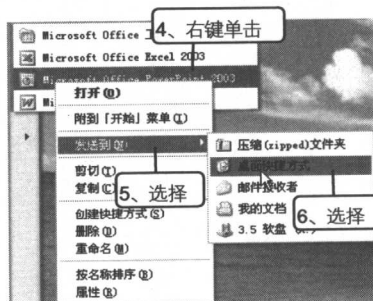 Microsoft Office
4、右键单击
Microsoft Office Excel 2003
Microsoft Office PowerPoint 2003
打开(O)
附到「开始」菜单(I)
发送到(N)
压缩(zipped)文件夹
桌面快捷方式
剪切(T)
复制(C)
5、选择
邮件接收者
我的文档
创建快捷方式(S)
6、选择
3.5 软盘
删除(D)
重命名(M)
按名称排序(B)
属性(R)